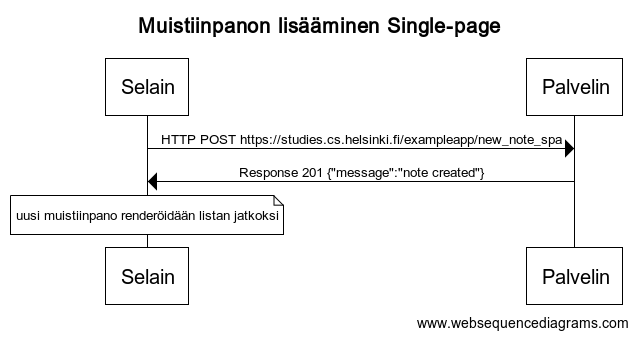 Muistiinpanon lisääminen Single-page
Selain
Palvelin
HTTP POST https://studies.cs.helsinki.fi/exampleapp/new_note_spa
Response 201 {"message":"note created"}
uusi muistiinpano renderöidään listan jatkoksi
Selain
Palvelin
www.websequencediagrams.com